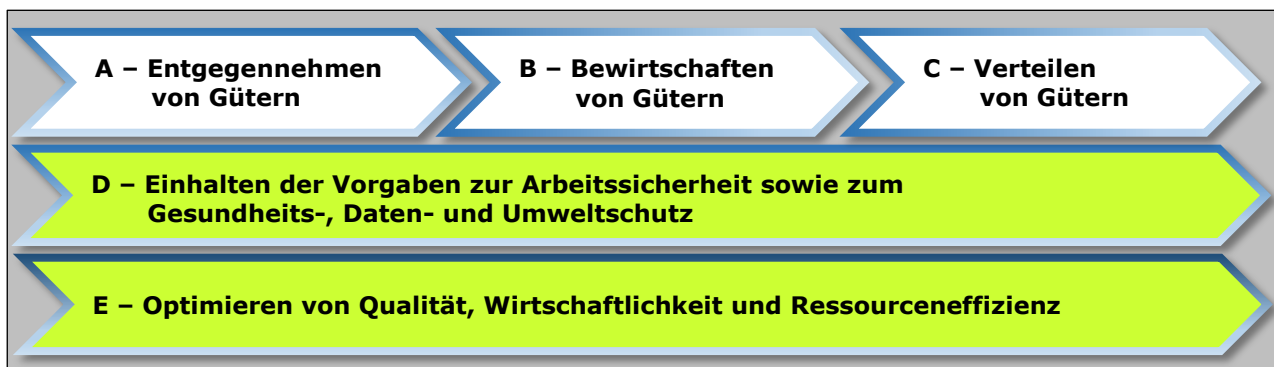 A – Entgegennehmen
von Gütern
B – Bewirtschaften
von Gütern
C – Verteilen
von Gütern
D – Einhalten der Vorgaben zur Arbeitssicherheit sowie zum
Gesundheits-, Daten- und Umweltschutz
E – Optimieren von Qualität, Wirtschaftlichkeit und Ressourceneffizienz